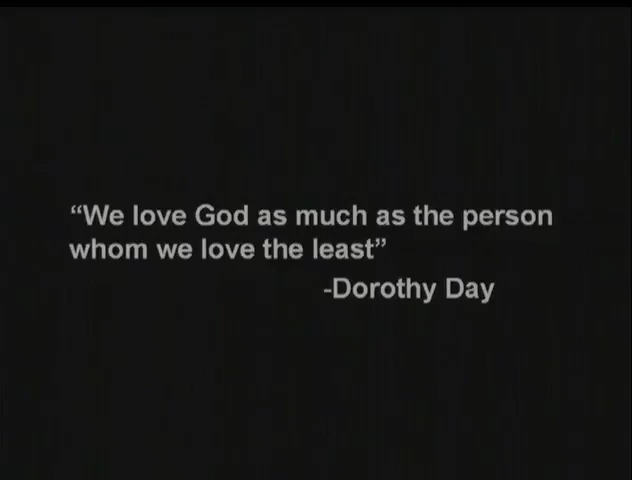 “We love God as much as the person
whom we love the least”
-Dorothy Day